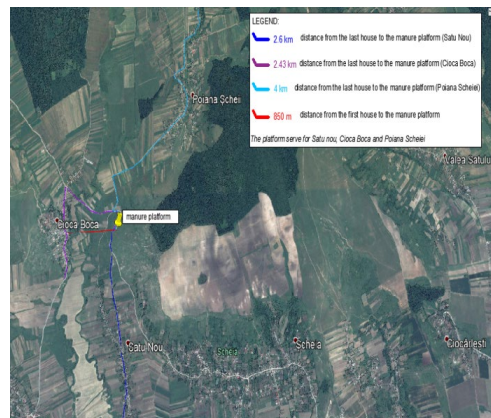 LEGEND:
2.6 km distance from the last house to the manure platform (Satu Nou)
2.43 km distance from the last house to the manure platform (Cioca Boca)
4 km distance from the last house to the manure platform (Poiana Scheiei)
850 m distance from the first house to the manure platform
The platform serve for Satu nou, Cioca Boca and Poiana Scheiei
Poiana Șcheii
Valea Satului
manure platform
Cioca Boca
Satu Nou
Scheia
Scheia
Ciocârlești